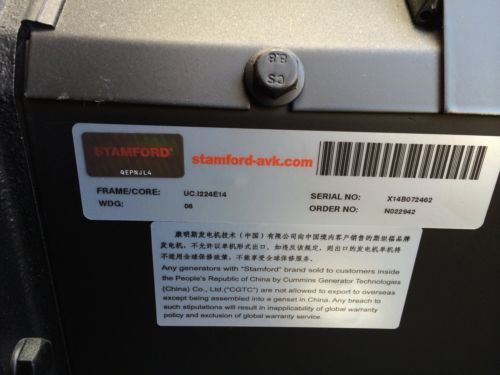 8.8
CS
STAMFORD
QEPNJL4
stamford-avk.com
FRAME/CORE: UC.I224E14
WDG: 06
SERIAL NO: X14B072462
ORDER NO: N022942
康明斯发电机技术（中国）有限公司向中国境内客户销售的斯坦福品牌
发电机，不允许以单机形式出口，如违反该规定，则出口的发电机单机将
不适用全球保修政策，不能享受全球保修服务。
Any generators with "Stamford" brand sold to customers inside
the People's Republic of China by Cummins Generator Technologies
(China) Co., Ltd.("CGTC") are not allowed to export to overseas
except being assembled into a genset in China. Any breach to
such stipulations will result in inapplicability of global warranty
policy and exclusion of global warranty service.